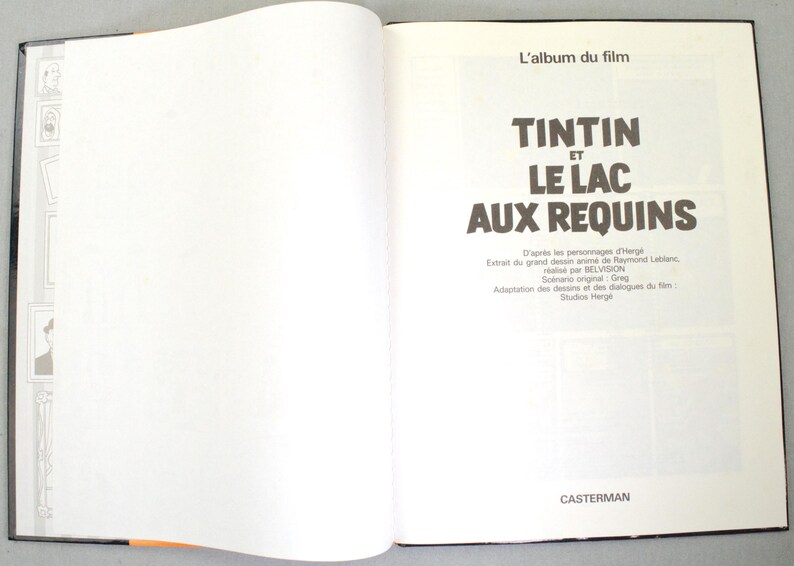 L'album du film
TINTIN
ET
LE LAC
AUX REQUINS
D'après les personnages d'Hergé
Extrait du grand dessin animé de Raymond Leblanc,
réalisé par BELVISION
Scénario original : Greg
Adaptation des dessins et des dialogues du film :
Studios Hergé
CASTERMAN